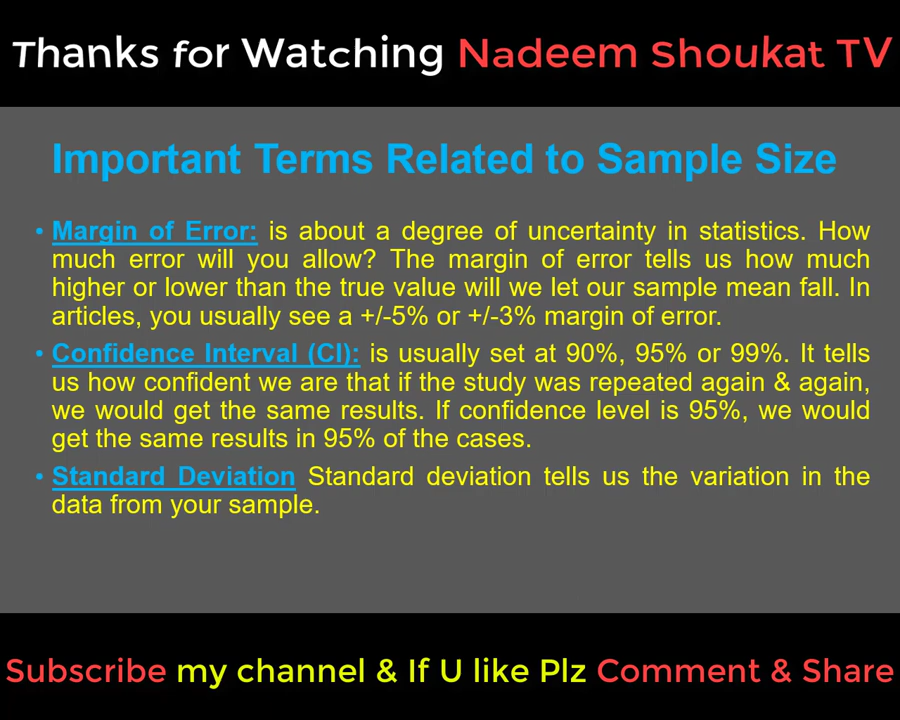 Thanks for Watching Nadeem Shoukat TV
Important Terms Related to Sample Size
• Margin of Error: is about a degree of uncertainty in statistics. How
much error will you allow? The margin of error tells us how much
higher or lower than the true value will we let our sample mean fall. In
articles, you usually see a +/-5% or +/-3% margin of error.
• Confidence Interval (CI): is usually set at 90%, 95% or 99%. It tells
us how confident we are that if the study was repeated again & again,
we would get the same results. If confidence level is 95%, we would
get the same results in 95% of the cases.
• Standard Deviation Standard deviation tells us the variation in the
data from your sample.
Subscribe my channel & If U like Plz Comment & Share